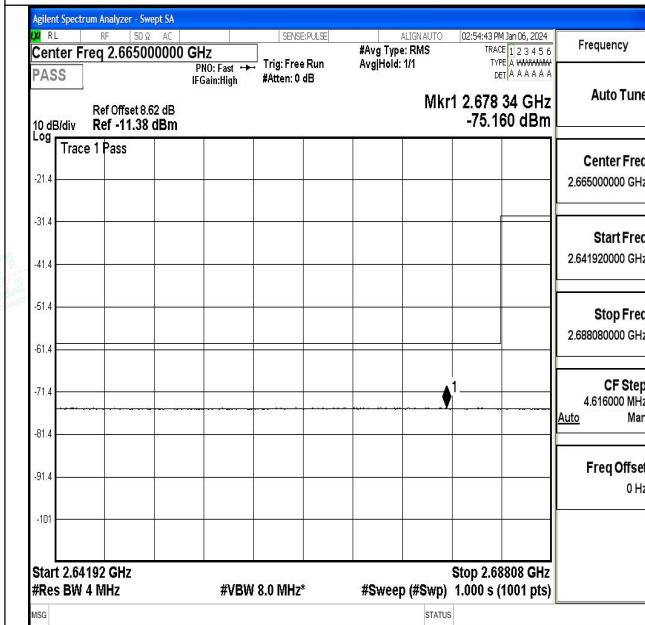 Agilent Spectrum Analyzer - Swept SA
RL RF 50 Ω AC SENSE:PULSE ALIGN AUTO 02:54:43 PM Jan 06, 2024
Center Freq 2.665000000 GHz #Avg Type: RMS TRACE 1 2 3 4 5 6
PASS PNO: Fast Trig: Free Run Avg|Hold: 1/1 TYPE A WWWWW
IFGain:High #Atten: 0 dB DET A A A A A A
Mkr1 2.678 34 GHz
Ref Offset 8.62 dB
-75.160 dBm
10 dB/div Ref -11.38 dBm
Log
Trace 1 Pass
-21.4
-31.4
-41.4
-51.4
-61.4
-71.4
1
-81.4
-91.4
-101
Start 2.64192 GHz Stop 2.68808 GHz
#Res BW 4 MHz #VBW 8.0 MHz* #Sweep (#Swp) 1.000 s (1001 pts)
MSG STATUS
Frequency
Auto Tune
Center Freq
2.665000000 GHz
Start Freq
2.641920000 GHz
Stop Freq
2.688080000 GHz
CF Step
4.616000 MHz
Auto Man
Freq Offset
0 Hz